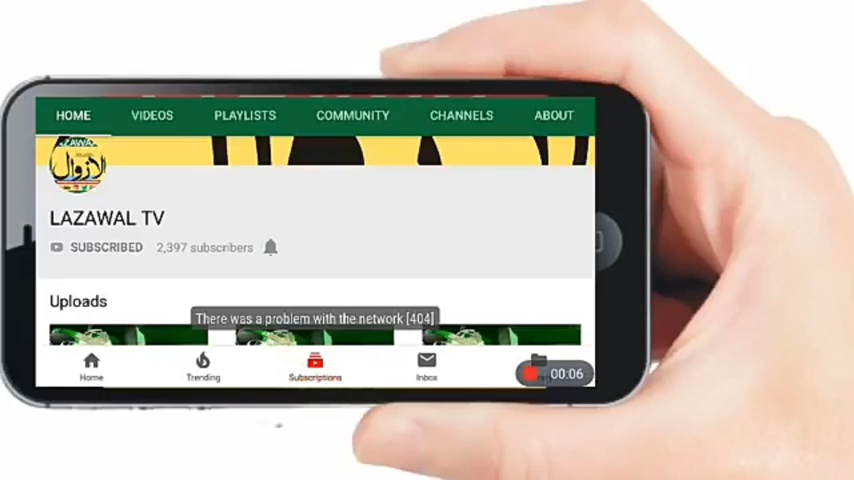 HOME VIDEOS PLAYLISTS COMMUNITY CHANNELS ABOUT
لازوال
LAZAWAL TV
SUBSCRIBED 2,397 subscribers
Uploads
There was a problem with the network [404]
Home Trending Subscriptions Inbox
00:06